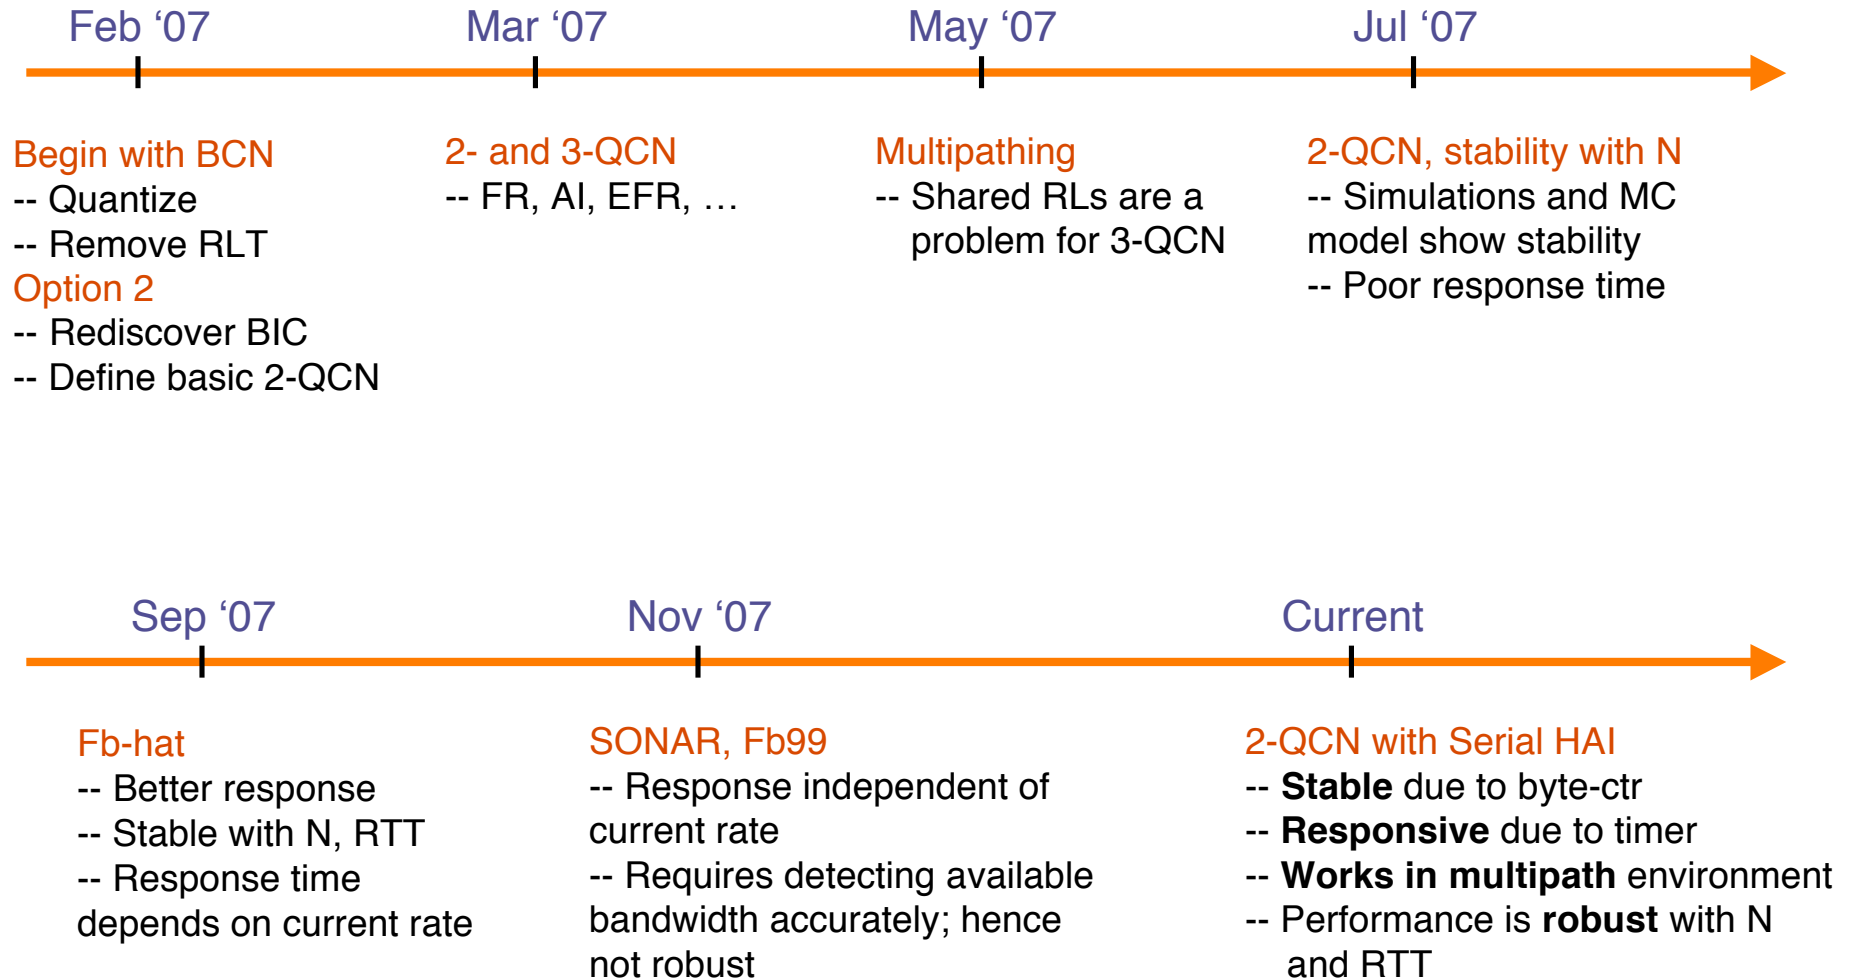 Feb ‘07
Mar ‘07
May ‘07
Jul ‘07
Begin with BCN
-- Quantize
-- Remove RLT
Option 2
-- Rediscover BIC
-- Define basic 2-QCN
2- and 3-QCN
-- FR, AI, EFR, …
Multipathing
-- Shared RLs are a
problem for 3-QCN
2-QCN, stability with N
-- Simulations and MC
model show stability
-- Poor response time
Sep ‘07
Nov ‘07
Current
Fb-hat
-- Better response
-- Stable with N, RTT
-- Response time
depends on current rate
SONAR, Fb99
-- Response independent of
current rate
-- Requires detecting available
bandwidth accurately; hence
not robust
2-QCN with Serial HAI
-- Stable due to byte-ctr
-- Responsive due to timer
-- Works in multipath environment
-- Performance is robust with N
and RTT